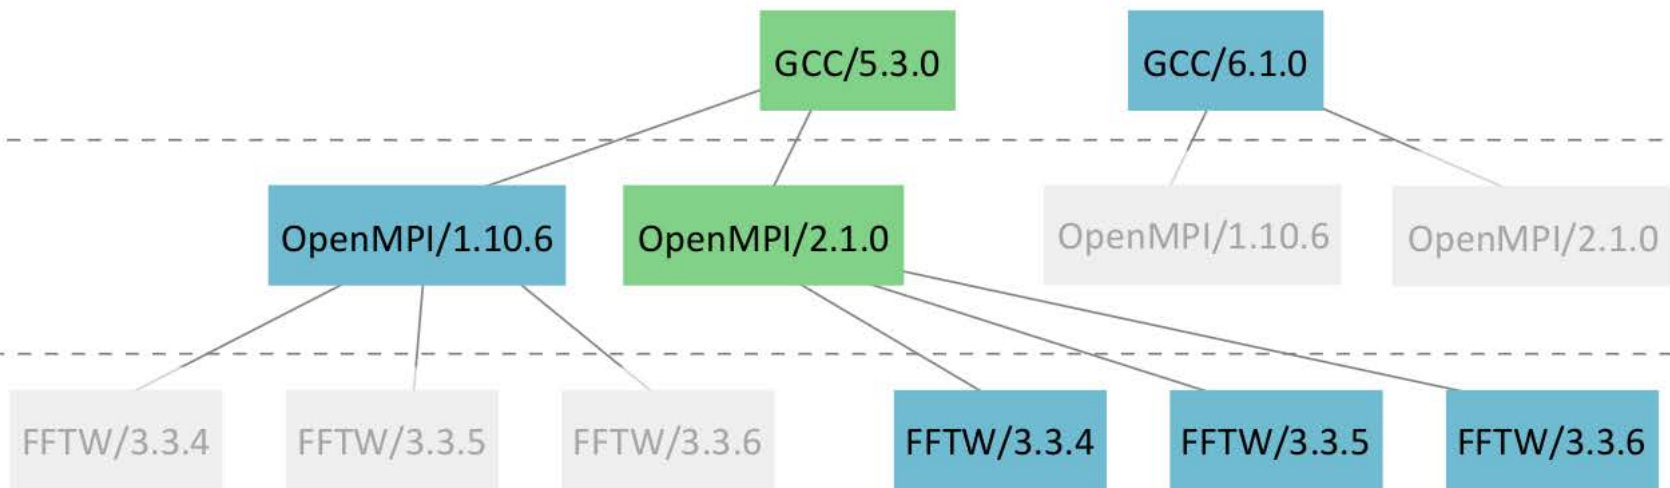 GCC/5.3.0
GCC/6.1.0
OpenMPI/1.10.6
OpenMPI/2.1.0
OpenMPI/1.10.6
OpenMPI/2.1.0
FFTW/3.3.4
FFTW/3.3.5
FFTW/3.3.6
FFTW/3.3.4
FFTW/3.3.5
FFTW/3.3.6